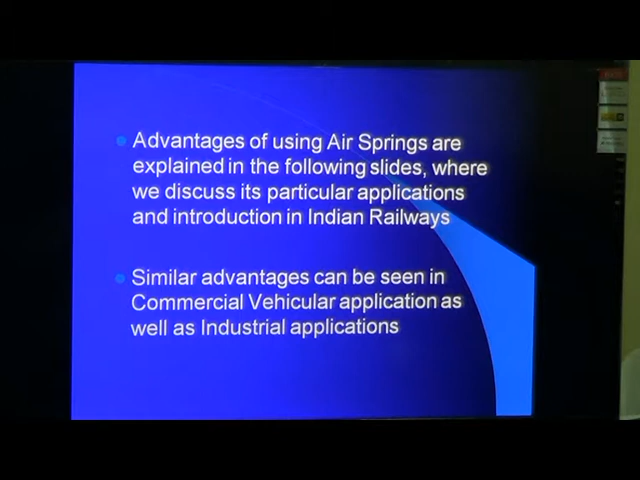 Advantages of using Air Springs are
explained in the following slides, where
we discuss its particular applications
and introduction in Indian Railways
Similar advantages can be seen in
Commercial Vehicular application as
well as Industrial applications